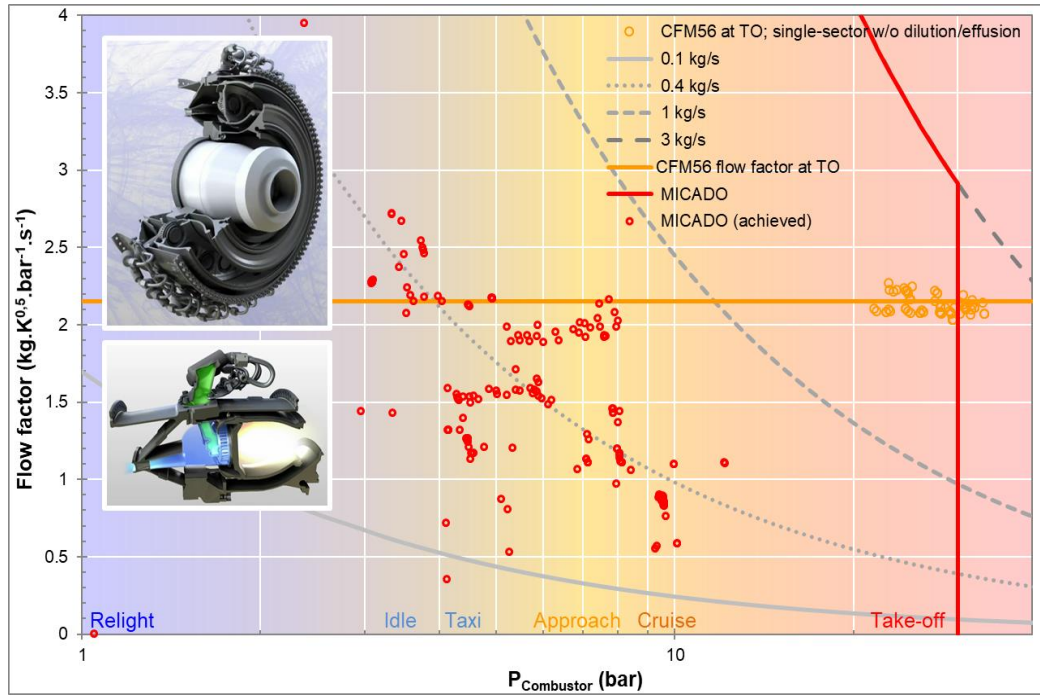 4
3.5
3
2.5
2
1.5
1
0.5
0
Flow factor (kg.K⁰·⁵.bar⁻¹.s⁻¹)
CFM56 at TO; single-sector w/o dilution/effusion
0.1 kg/s
0.4 kg/s
1 kg/s
3 kg/s
CFM56 flow factor at TO
MICADO
MICADO (achieved)
Relight
Idle
Taxi
Approach
Cruise
Take-off
1
10
P_Combustor (bar)